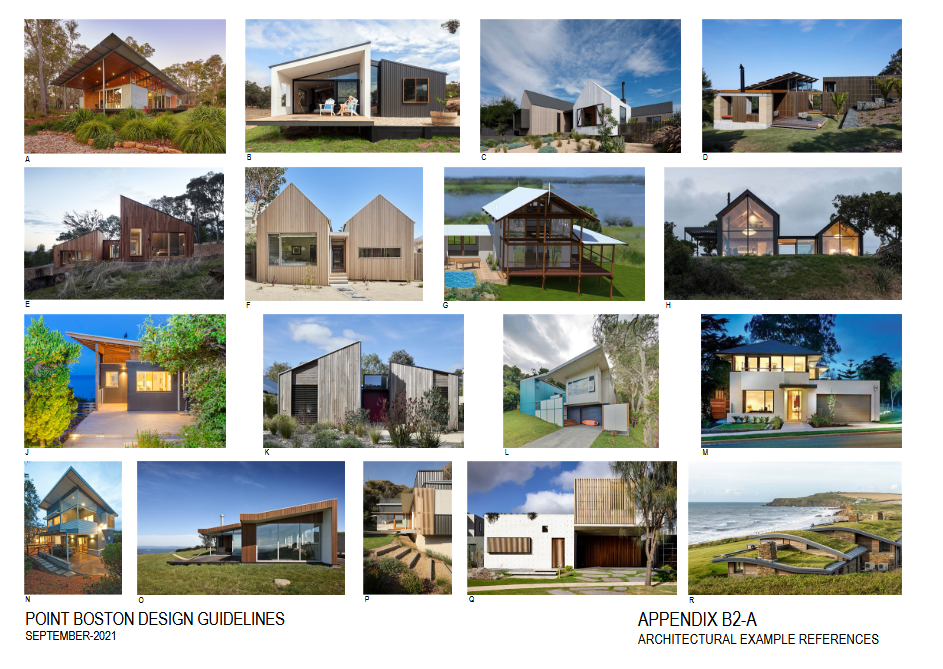 A
B
C
D
E
F
G
H
J
K
L
M
N
O
P
Q
R
POINT BOSTON DESIGN GUIDELINES
SEPTEMBER-2021
APPENDIX B2-A
ARCHITECTURAL EXAMPLE REFERENCES